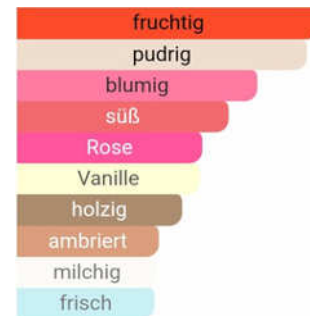 fruchtig
pudrig
blumig
süß
Rose
Vanille
holzig
ambriert
milchig
frisch